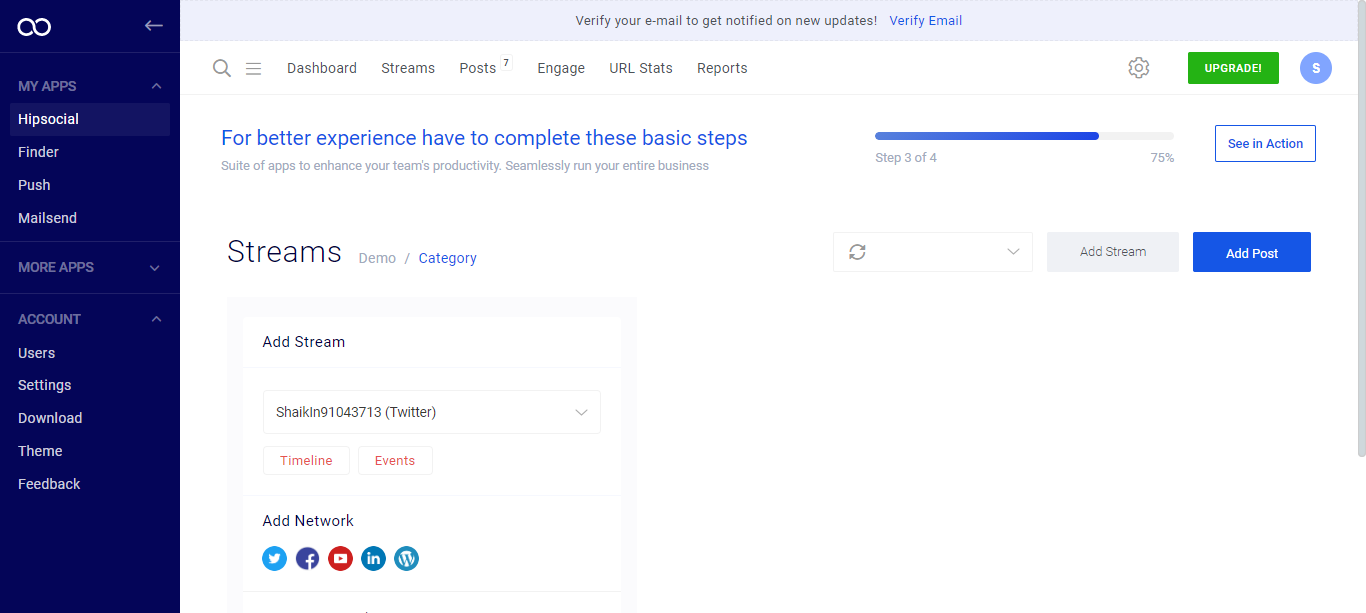 Verify your e-mail to get notified on new updates! Verify Email
MY APPS
Hipsocial
Finder
Push
Mailsend
MORE APPS
ACCOUNT
Users
Settings
Download
Theme
Feedback
Dashboard Streams Posts 7 Engage URL Stats Reports
UPGRADE!
S
For better experience have to complete these basic steps
Suite of apps to enhance your team's productivity. Seamlessly run your entire business
Step 3 of 4 75%
See in Action
Streams Demo / Category
Add Stream
Add Post
Add Stream
ShaikIn91043713 (Twitter)
Timeline Events
Add Network